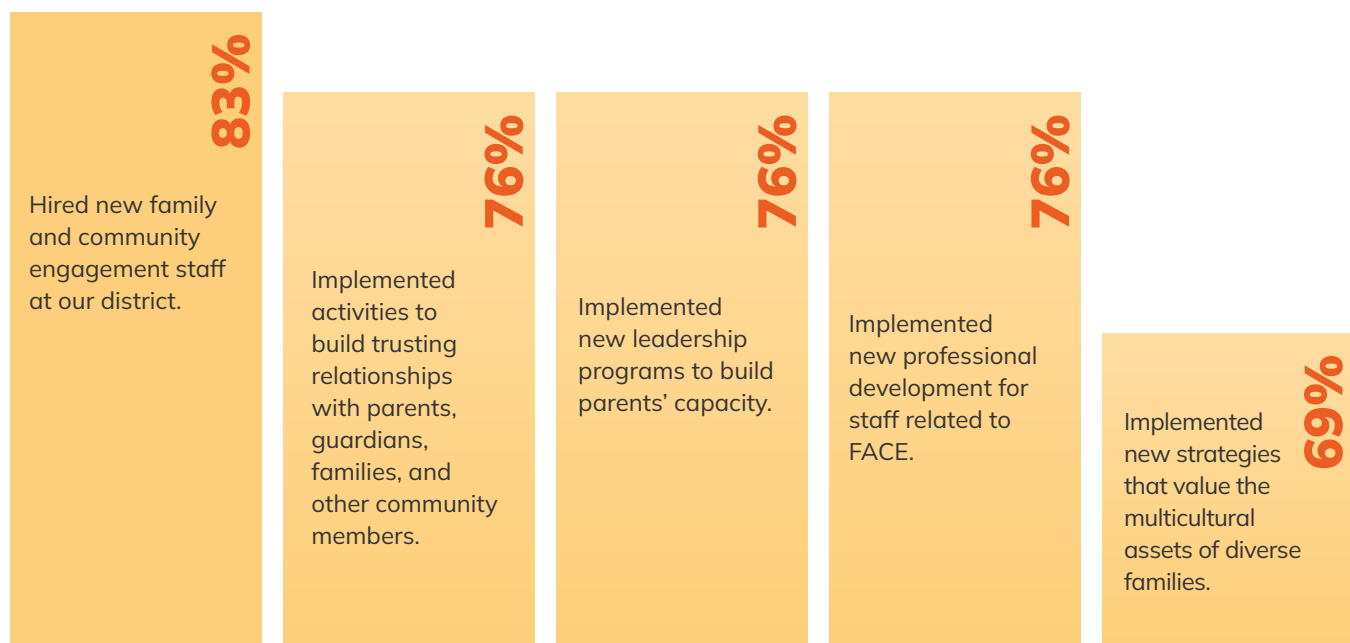 83%
Hired new family
and community
engagement staff
at our district.
76%
Implemented
activities to
build trusting
relationships
with parents,
guardians,
families, and
other community
members.
76%
Implemented
new leadership
programs to build
parents’ capacity.
76%
Implemented
new professional
development for
staff related to
FACE.
69%
Implemented
new strategies
that value the
multicultural
assets of diverse
families.